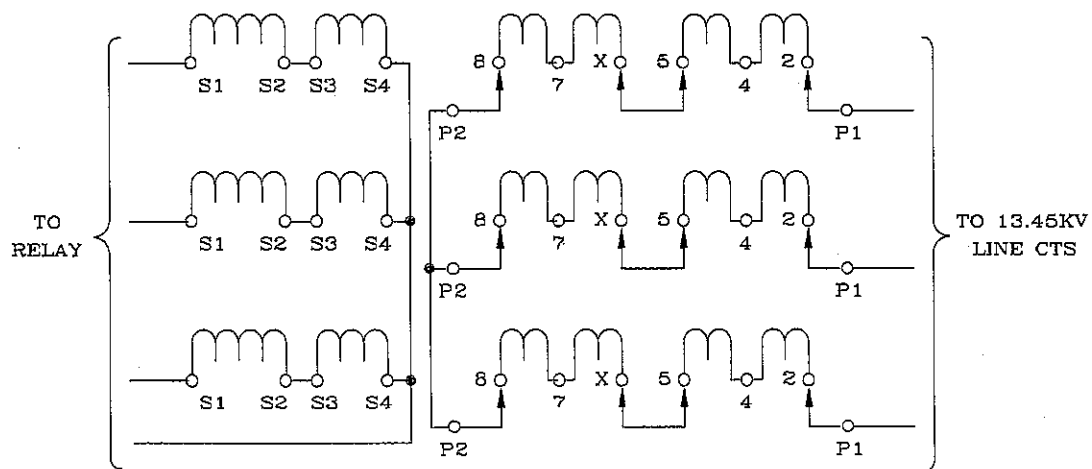 8 X 5 2
S1 S2 S3 S4 7 4
P2 P1
TO
RELAY
8 X 5 2
S1 S2 S3 S4 7 4
P2 P1
TO 13.45KV
LINE CTS
8 X 5 2
S1 S2 S3 S4 7 4
P2 P1